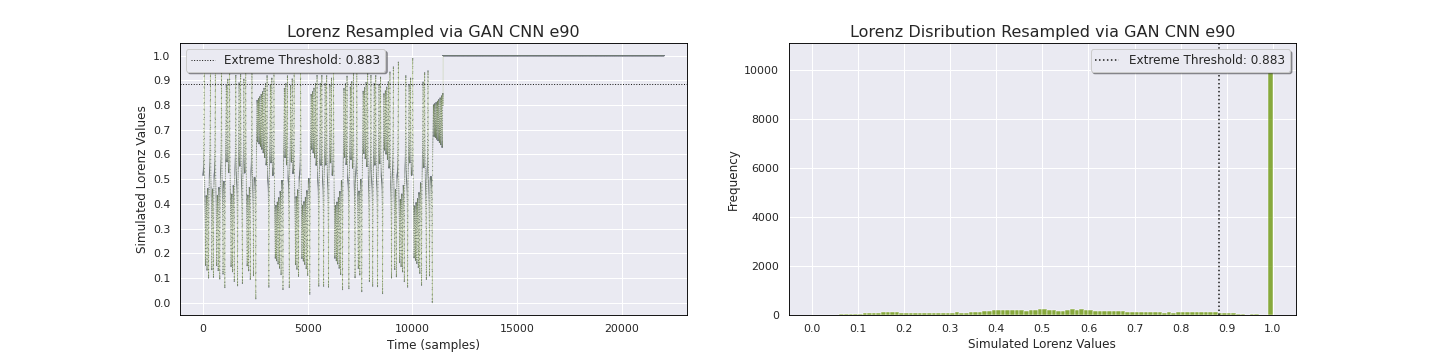 Lorenz Resampled via GAN CNN e90
Extreme Threshold: 0.883
1.0
0.9
0.8
0.7
0.6
0.5
0.4
0.3
0.2
0.1
0.0
Simulated Lorenz Values
0 5000 10000 15000 20000
Time (samples)
Lorenz Disribution Resampled via GAN CNN e90
Extreme Threshold: 0.883
10000
8000
6000
4000
2000
0
Frequency
0.0 0.1 0.2 0.3 0.4 0.5 0.6 0.7 0.8 0.9 1.0
Simulated Lorenz Values